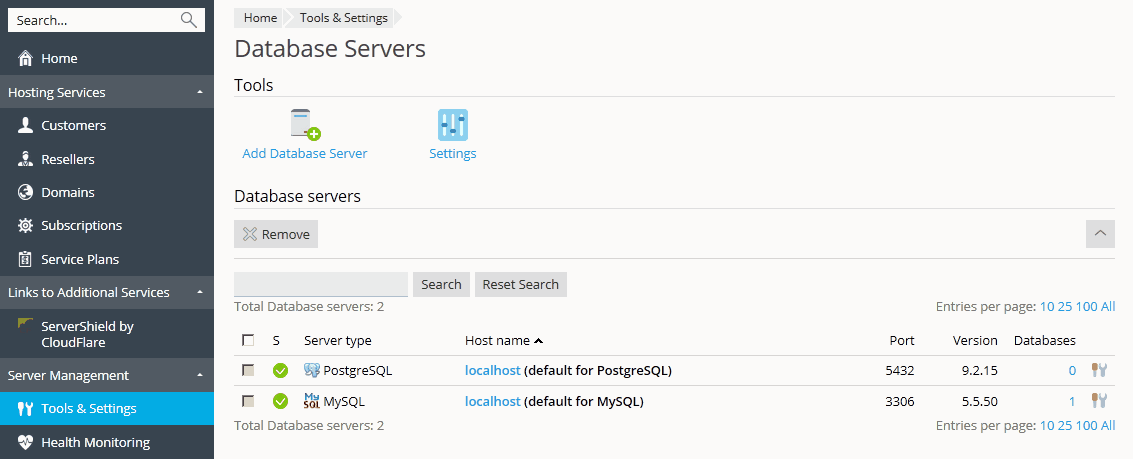 Search...
Home
Hosting Services
Customers
Resellers
Domains
Subscriptions
Service Plans
Links to Additional Services
ServerShield by
CloudFlare
Server Management
Tools & Settings
Health Monitoring
Home Tools & Settings
Database Servers
Tools
Add Database Server Settings
Database servers
Remove
Search Reset Search
Total Database servers: 2 Entries per page: 10 25 100 All
S Server type Host name Port Version Databases
PostgreSQL localhost (default for PostgreSQL) 5432 9.2.15 0
My SQL MySQL localhost (default for MySQL) 3306 5.5.50 1
Total Database servers: 2 Entries per page: 10 25 100 All